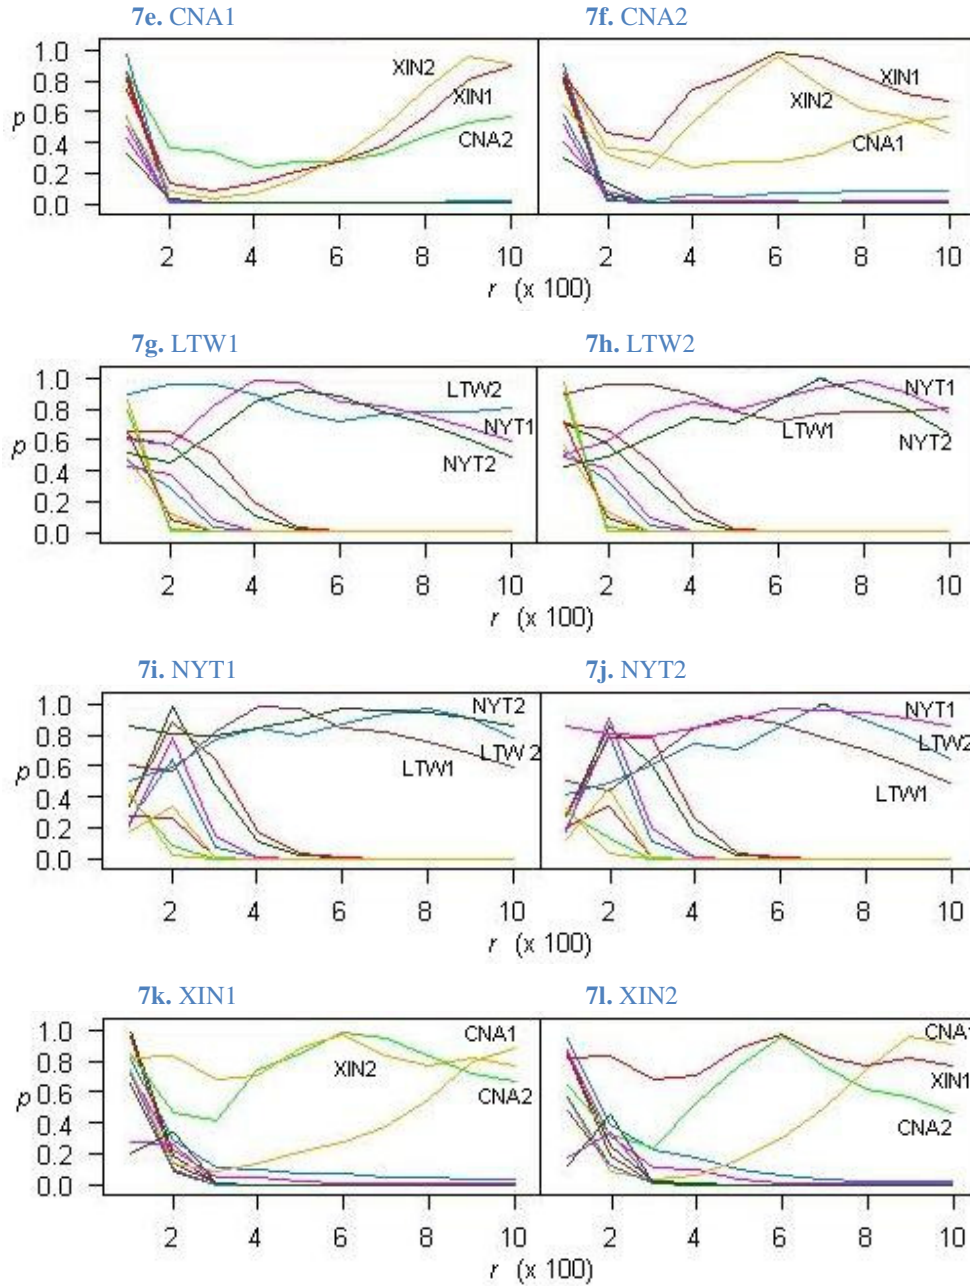 7e. CNA1
7f. CNA2
1.0
0.8
0.6
0.4
0.2
0.0
p
XIN2
XIN1
CNA2
XIN1
XIN2
CNA1
2 4 6 8 10
2 4 6 8 10
r (x 100)
7g. LTW1
7h. LTW2
1.0
0.8
0.6
0.4
0.2
0.0
p
LTW2
NYT1
NYT2
NYT1
LTW1
NYT2
2 4 6 8 10
2 4 6 8 10
r (x 100)
7i. NYT1
7j. NYT2
1.0
0.8
0.6
0.4
0.2
0.0
p
NYT2
LTW2
LTW1
NYT1
LTW2
LTW1
2 4 6 8 10
2 4 6 8 10
r (x 100)
7k. XIN1
7l. XIN2
1.0
0.8
0.6
0.4
0.2
0.0
p
CNA1
XIN2
CNA2
CNA1
XIN1
CNA2
2 4 6 8 10
2 4 6 8 10
r (x 100)